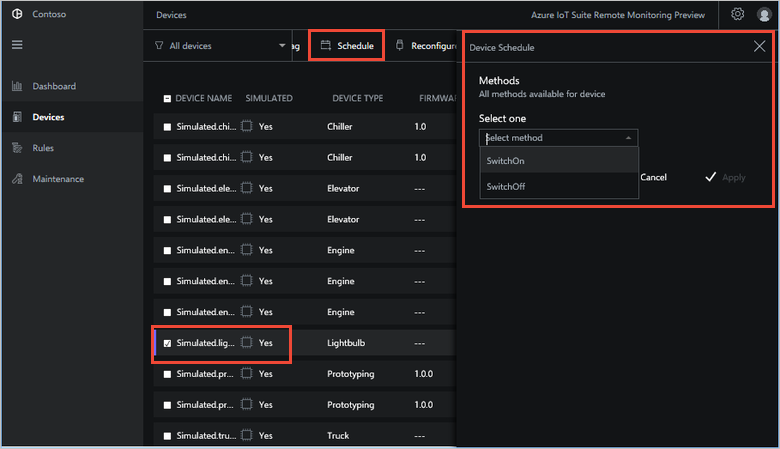 Contoso
Devices
Azure IoT Suite Remote Monitoring Preview
Dashboard
Devices
Rules
Maintenance
All devices
ag
Schedule
Reconfigure
DEVICE NAME SIMULATED DEVICE TYPE FIRMWA
Simulated.chi... Yes Chiller 1.0
Simulated.chi... Yes Chiller 1.0
Simulated.ele... Yes Elevator ---
Simulated.ele... Yes Elevator ---
Simulated.en... Yes Engine ---
Simulated.en... Yes Engine ---
Simulated.en... Yes Engine ---
Simulated.lig... Yes Lightbulb ---
Simulated.pr... Yes Prototyping 1.0.0
Simulated.pr... Yes Prototyping 1.0.0
Simulated.tru... Yes Truck ---
Device Schedule
Methods
All methods available for device
Select one
Select method
SwitchOn
SwitchOff
Cancel
Apply